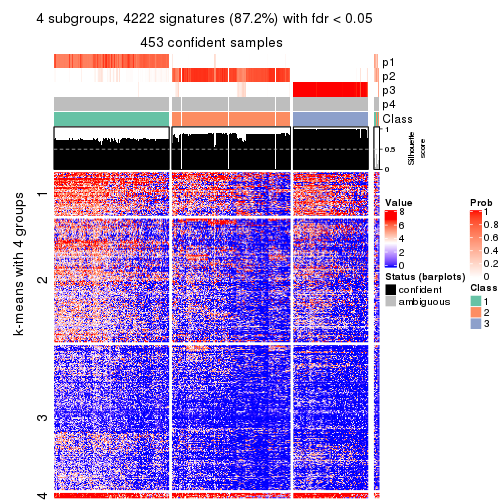 4 subgroups, 4222 signatures (87.2%) with fdr < 0.05
453 confident samples
p1
p2
p3
p4
Class
1
0.5
0
Silhouette
score
k-means with 4 groups
1
2
3
4
Value
8
6
4
2
0
Status (barplots)
confident
ambiguous
Prob
1
0.8
0.6
0.4
0.2
0
Class
1
2
3